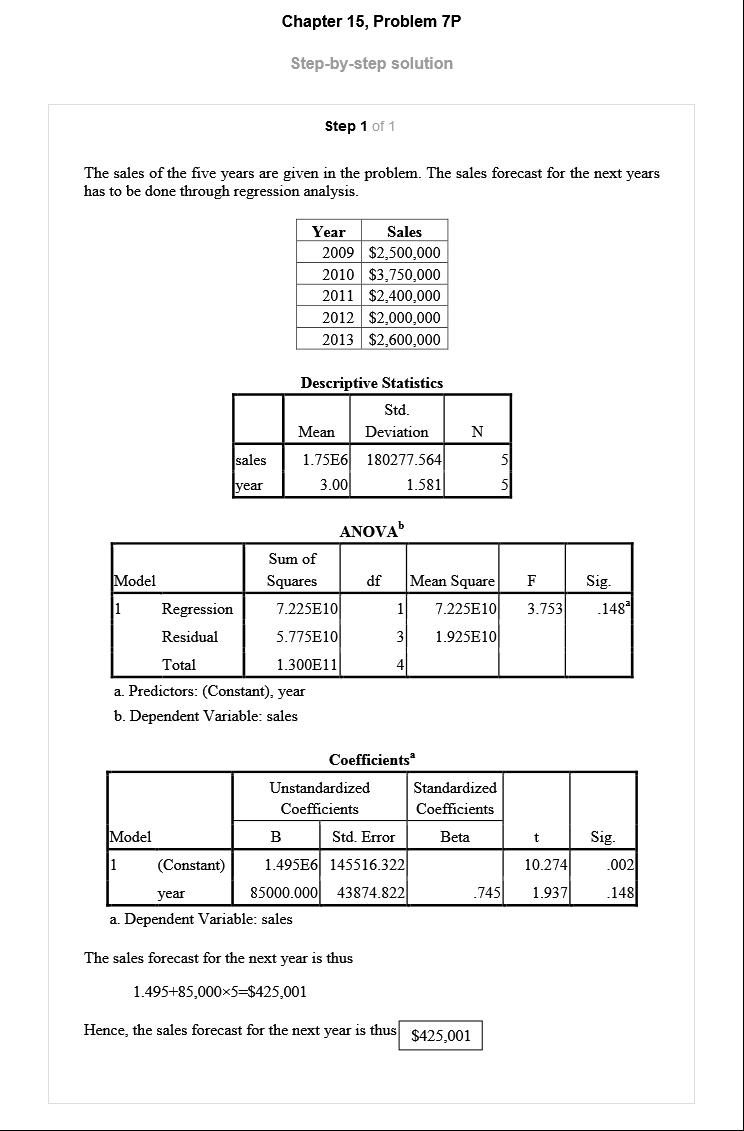 Chapter 15, Problem 7P
Step-by-step solution
Step 1 of 1
The sales of the five years are given in the problem. The sales forecast for the next years
has to be done through regression analysis.
Year Sales
2009 $2,500,000
2010 $3,750,000
2011 $2,400,000
2012 $2,000,000
2013 $2,600,000
Descriptive Statistics
Std.
Mean Deviation N
sales 1.75E6 180277.564 5
year 3.00 1.581 5
ANOVAb
Sum of
Model Squares df Mean Square F Sig.
1 Regression 7.225E10 1 7.225E10 3.753 .148a
Residual 5.775E10 3 1.925E10
Total 1.300E11 4
a. Predictors: (Constant), year
b. Dependent Variable: sales
Coefficientsa
Unstandardized Standardized
Coefficients Coefficients
Model B Std. Error Beta t Sig.
1 (Constant) 1.495E6 145516.322 10.274 .002
year 85000.000 43874.822 .745 1.937 .148
a. Dependent Variable: sales
The sales forecast for the next year is thus
1.495+85,000×5=$425,001
Hence, the sales forecast for the next year is thus $425,001